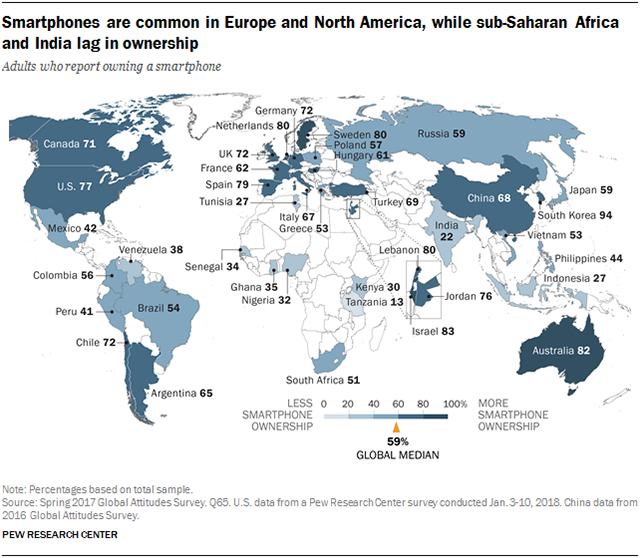 Smartphones are common in Europe and North America, while sub-Saharan Africa
and India lag in ownership
Adults who report owning a smartphone
Germany 72
Netherlands 80
Sweden 80
Poland 57
Hungary 61
Russia 59
Canada 71
UK 72
France 62
U.S. 77
Spain 79
Tunisia 27
Italy 67
Greece 53
Turkey 69
China 68
Japan 59
South Korea 94
Mexico 42
India
22
Vietnam 53
Venezuela 38
Senegal 34
Lebanon 80
Philippines 44
Colombia 56
Ghana 35
Nigeria 32
Kenya 30
Tanzania 13
Jordan 76
Indonesia 27
Peru 41
Brazil 54
Israel 83
Chile 72
Australia 82
Argentina 65
South Africa 51
LESS
SMARTPHONE
OWNERSHIP
0 20 40 60 80 100%
MORE
SMARTPHONE
OWNERSHIP
59%
GLOBAL MEDIAN
Note: Percentages based on total sample.
Source: Spring 2017 Global Attitudes Survey. Q65. U.S. data from a Pew Research Center survey conducted Jan. 3-10, 2018. China data from
2016 Global Attitudes Survey.
PEW RESEARCH CENTER